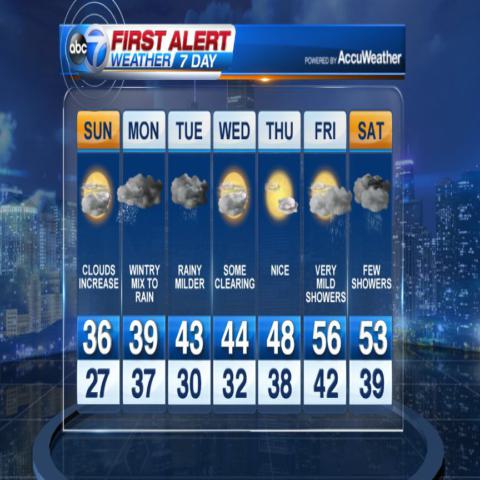 abc 7 FIRST ALERT
WEATHER 7 DAY
POWERED BY AccuWeather
SUN MON TUE WED THU FRI SAT
CLOUDS INCREASE
WINTRY MIX TO RAIN
RAINY MILDER
SOME CLEARING
NICE
VERY MILD SHOWERS
FEW SHOWERS
36 39 43 44 48 56 53
27 37 30 32 38 42 39